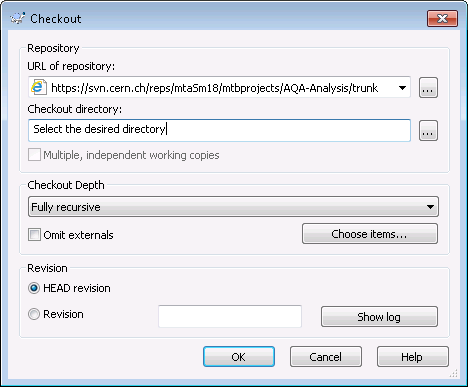 Checkout
Repository
URL of repository:
https://svn.cern.ch/reps/mtaSm18/mtbprojects/AQA-Analysis/trunk
...
Checkout directory:
Select the desired directory
...
Multiple, independent working copies
Checkout Depth
Fully recursive
Omit externals
Choose items...
Revision
HEAD revision
Revision
Show log
OK
Cancel
Help